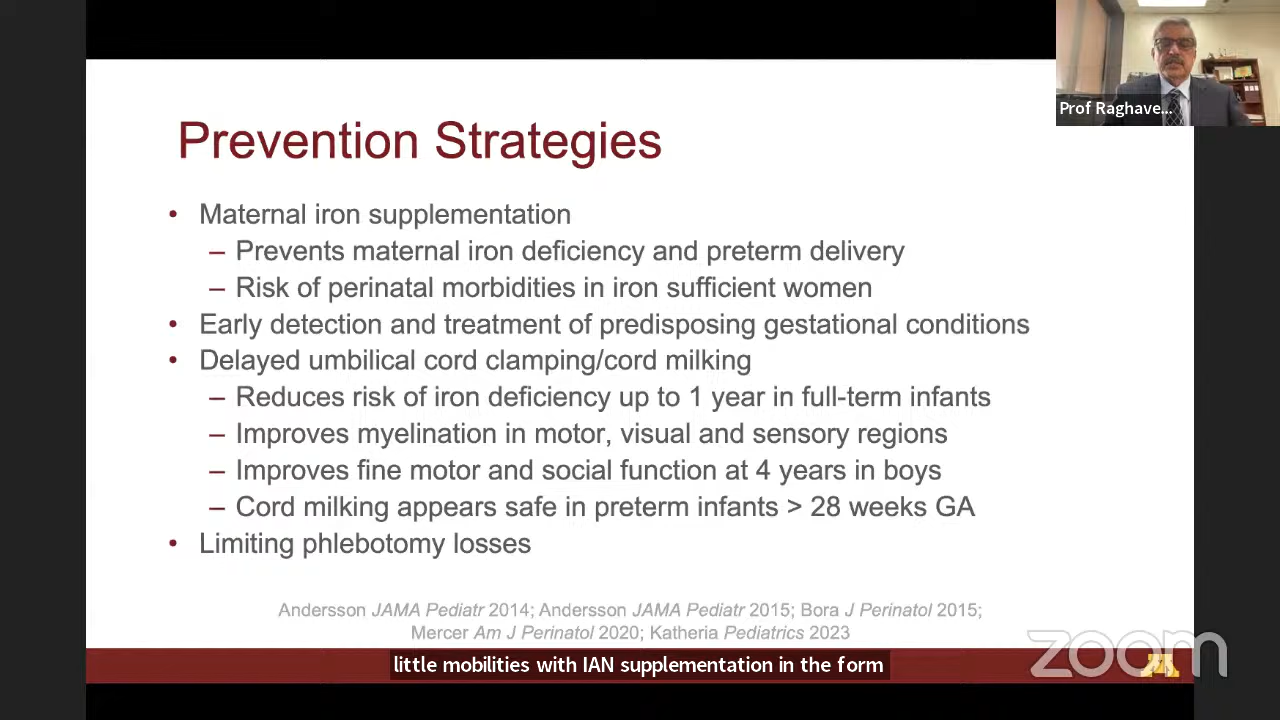 Prof Raghave...
Prevention Strategies
• Maternal iron supplementation
– Prevents maternal iron deficiency and preterm delivery
– Risk of perinatal morbidities in iron sufficient women
• Early detection and treatment of predisposing gestational conditions
• Delayed umbilical cord clamping/cord milking
– Reduces risk of iron deficiency up to 1 year in full-term infants
– Improves myelination in motor, visual and sensory regions
– Improves fine motor and social function at 4 years in boys
– Cord milking appears safe in preterm infants > 28 weeks GA
• Limiting phlebotomy losses
Andersson JAMA Pediatr 2014; Andersson JAMA Pediatr 2015; Bora J Perinatol 2015;
Mercer Am J Perinatol 2020; Katheria Pediatrics 2023
zoom
little mobilities with IAN supplementation in the form